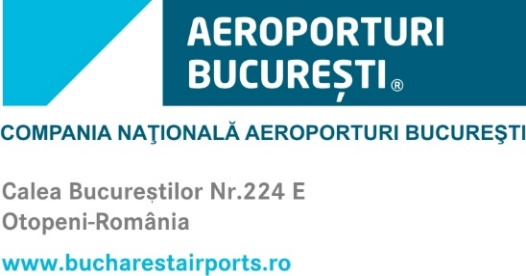 AEROPORTURI
BUCUREȘTI®
COMPANIA NAŢIONALĂ AEROPORTURI BUCUREŞTI
Calea Bucureștilor Nr.224 E
Otopeni-România
www.bucharestairports.ro